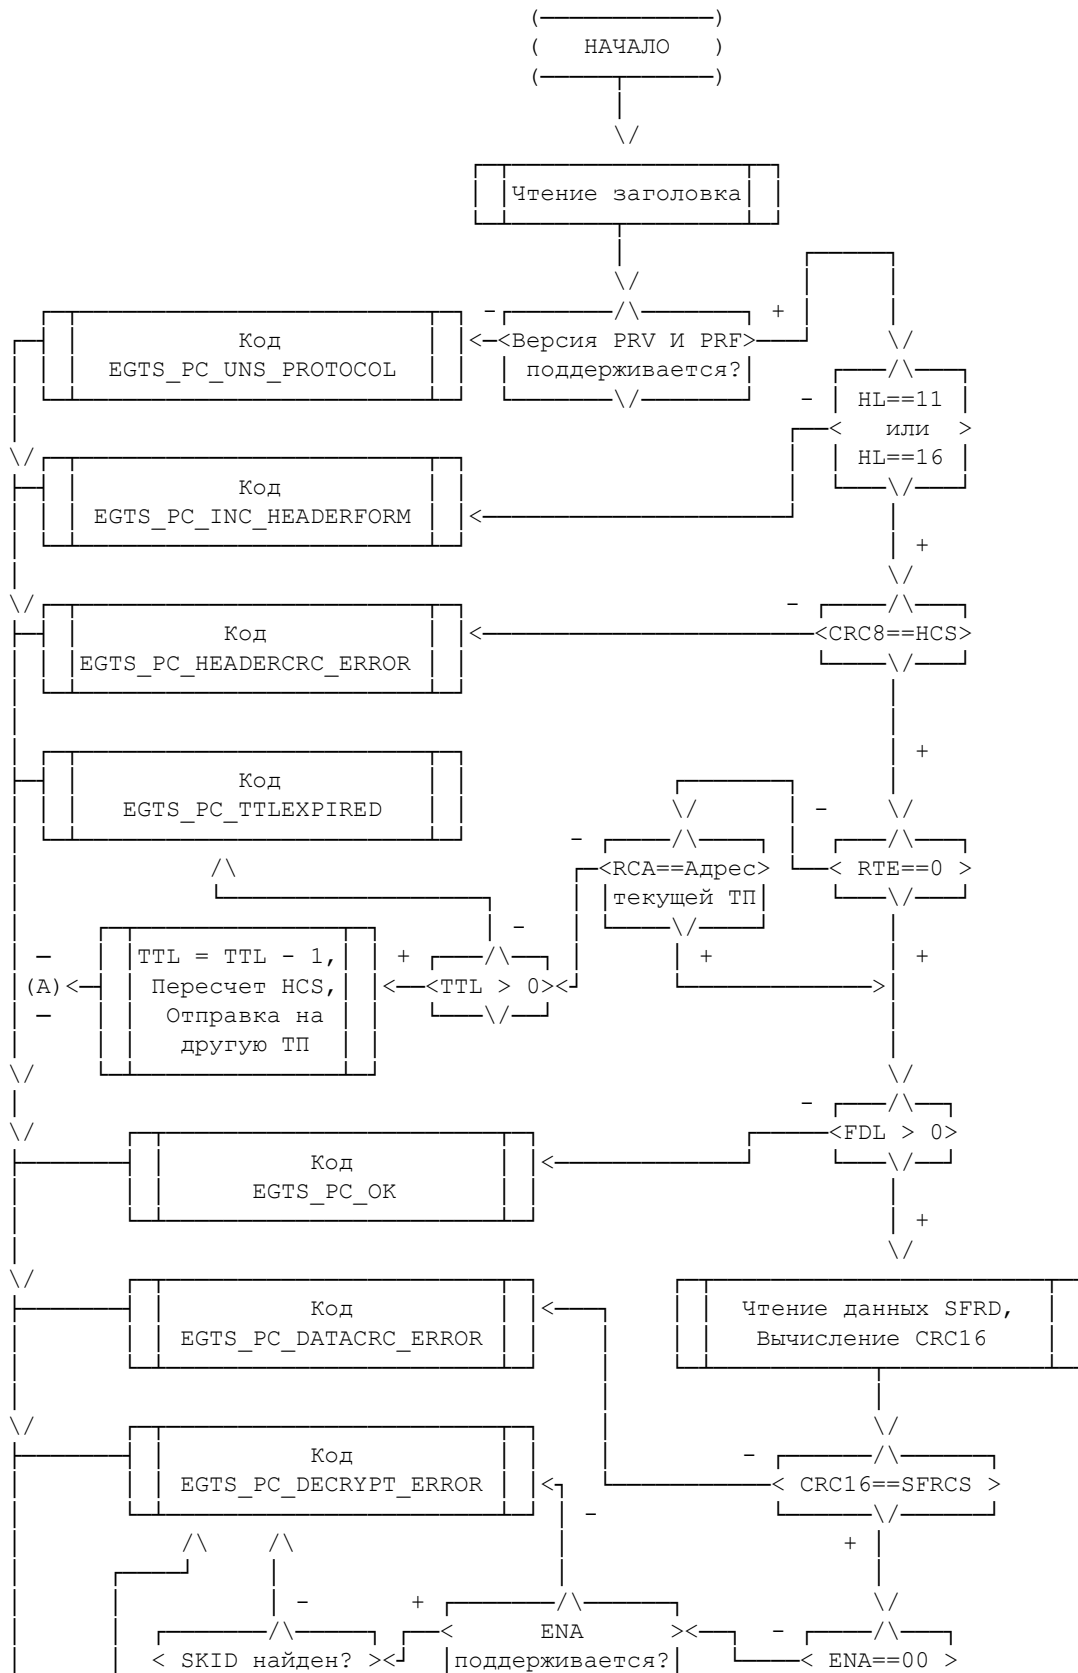 НАЧАЛО
Чтение заголовка
- +
Код Версия PRV И PRF
EGTS_PC_UNS_PROTOCOL поддерживается?
- HL==11
или
Код HL==16
EGTS_PC_INC_HEADERFORM
+
-
Код CRC8==HCS
EGTS_PC_HEADERCRC_ERROR
+
Код
EGTS_PC_TTLEXPIRED -
-
RCA==Адрес RTE==0
текущей ТП
-
TTL = TTL - 1, + + +
(A) Пересчет HCS, TTL > 0
Отправка на
другую ТП
-
FDL > 0
Код
EGTS_PC_OK
+
Код Чтение данных SFRD,
EGTS_PC_DATACRC_ERROR Вычисление CRC16
Код -
EGTS_PC_DECRYPT_ERROR CRC16==SFRCS
-
+
- + -
ENA
SKID найден? поддерживается? ENA==00